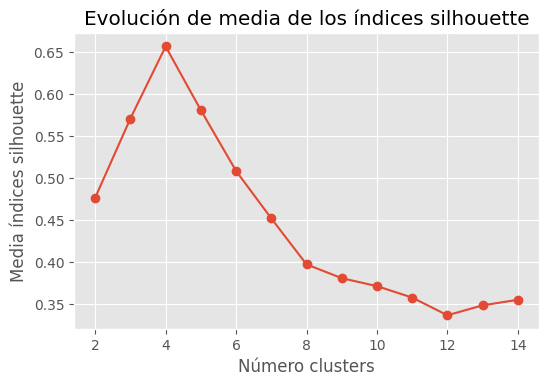 Evolución de media de los índices silhouette
Media índices silhouette
0.65
0.60
0.55
0.50
0.45
0.40
0.35
2 4 6 8 10 12 14
Número clusters